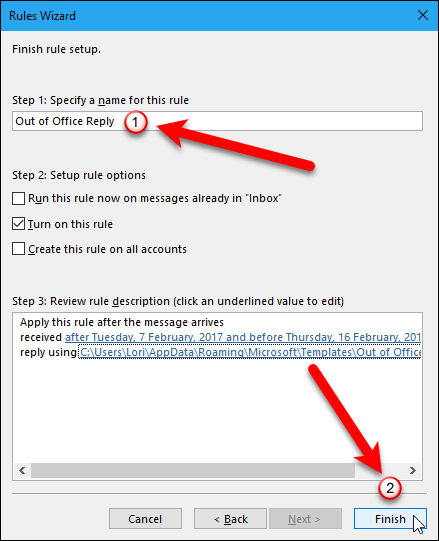 Rules Wizard
Finish rule setup.
Step 1: Specify a name for this rule
Out of Office Reply 1
Step 2: Setup rule options
Run this rule now on messages already in "Inbox"
Turn on this rule
Create this rule on all accounts
Step 3: Review rule description (click an underlined value to edit)
Apply this rule after the message arrives
received after Tuesday, 7 February, 2017 and before Thursday, 16 February, 201
reply using C:\Users\Lori\AppData\Roaming\Microsoft\Templates\Out of Office
2
Cancel < Back Next > Finish